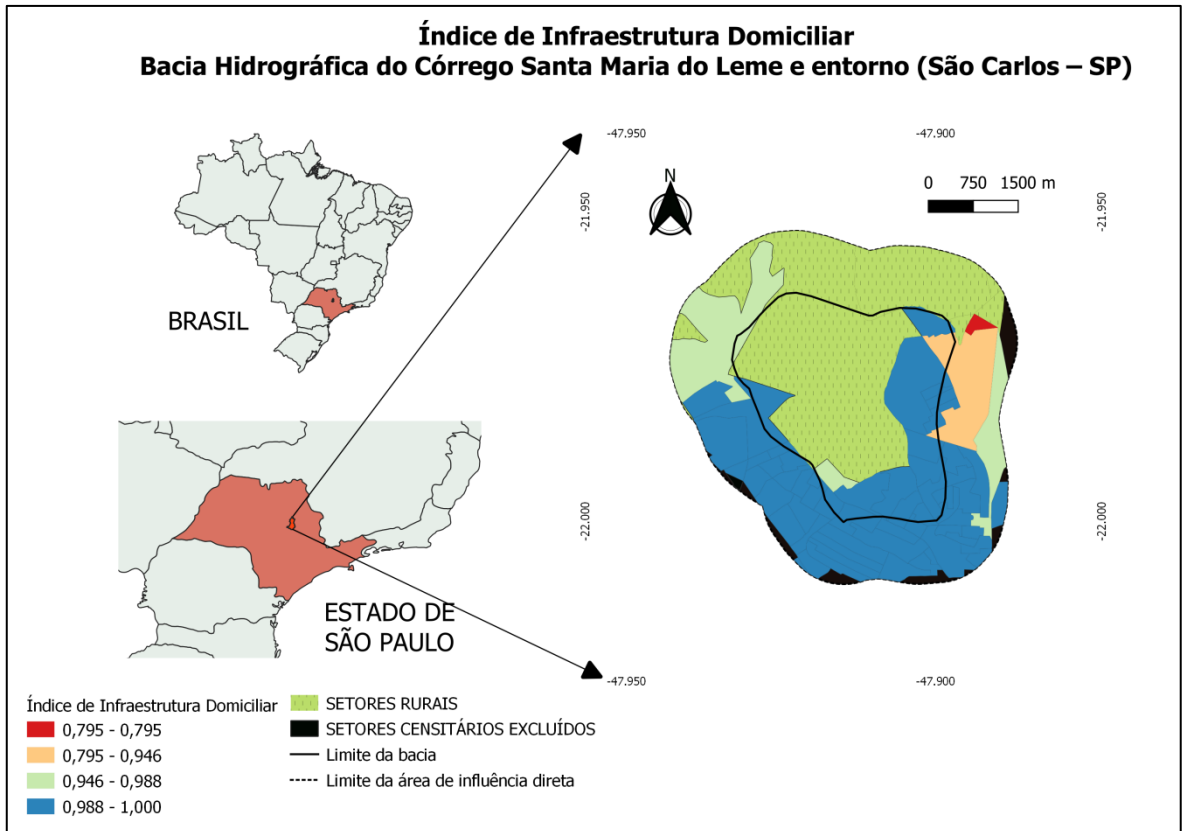 Índice de Infraestrutura Domiciliar
Bacia Hidrográfica do Córrego Santa Maria do Leme e entorno (São Carlos – SP)
-47.950
-47.900
N
0 750 1500 m
-21.950
-21.950
BRASIL
-22.000
-22.000
ESTADO DE
SÃO PAULO
-47.950
-47.900
Índice de Infraestrutura Domiciliar
0,795 - 0,795
0,795 - 0,946
0,946 - 0,988
0,988 - 1,000
SETORES RURAIS
SETORES CENSITÁRIOS EXCLUÍDOS
Limite da bacia
Limite da área de influência direta